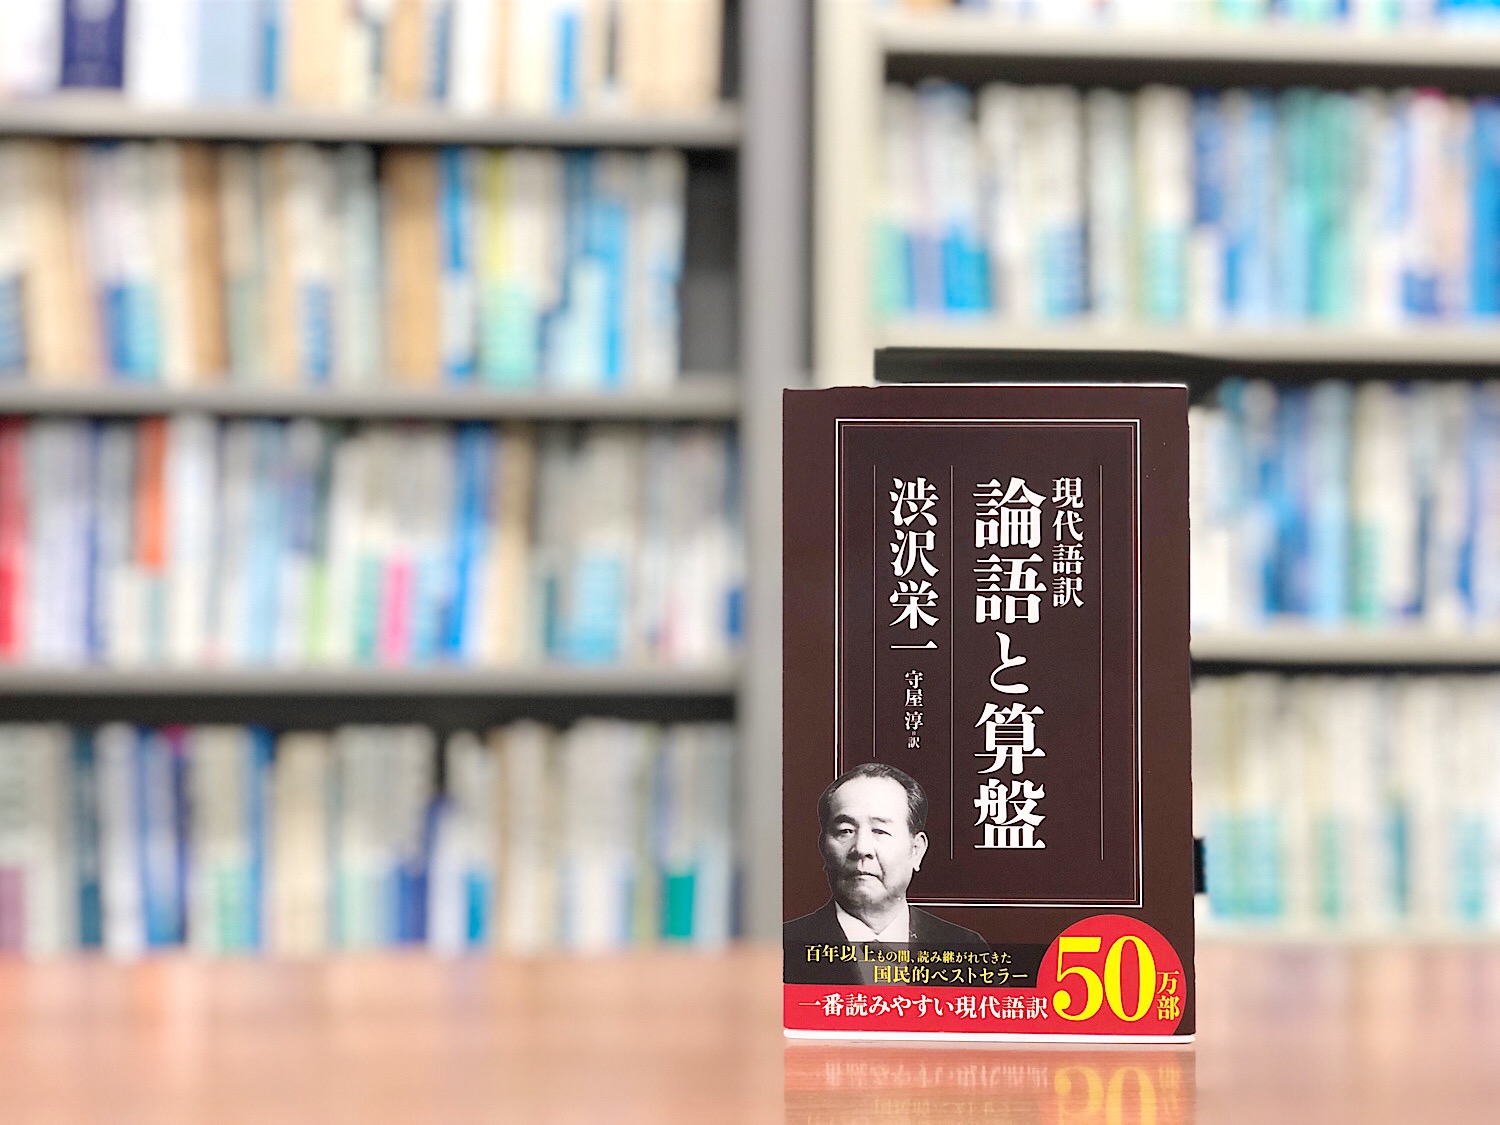 現代語訳
論語と算盤
渋沢栄一
守屋 淳=訳
百年以上もの間、読み継がれてきた
国民的ベストセラー
一番読みやすい現代語訳
50万部